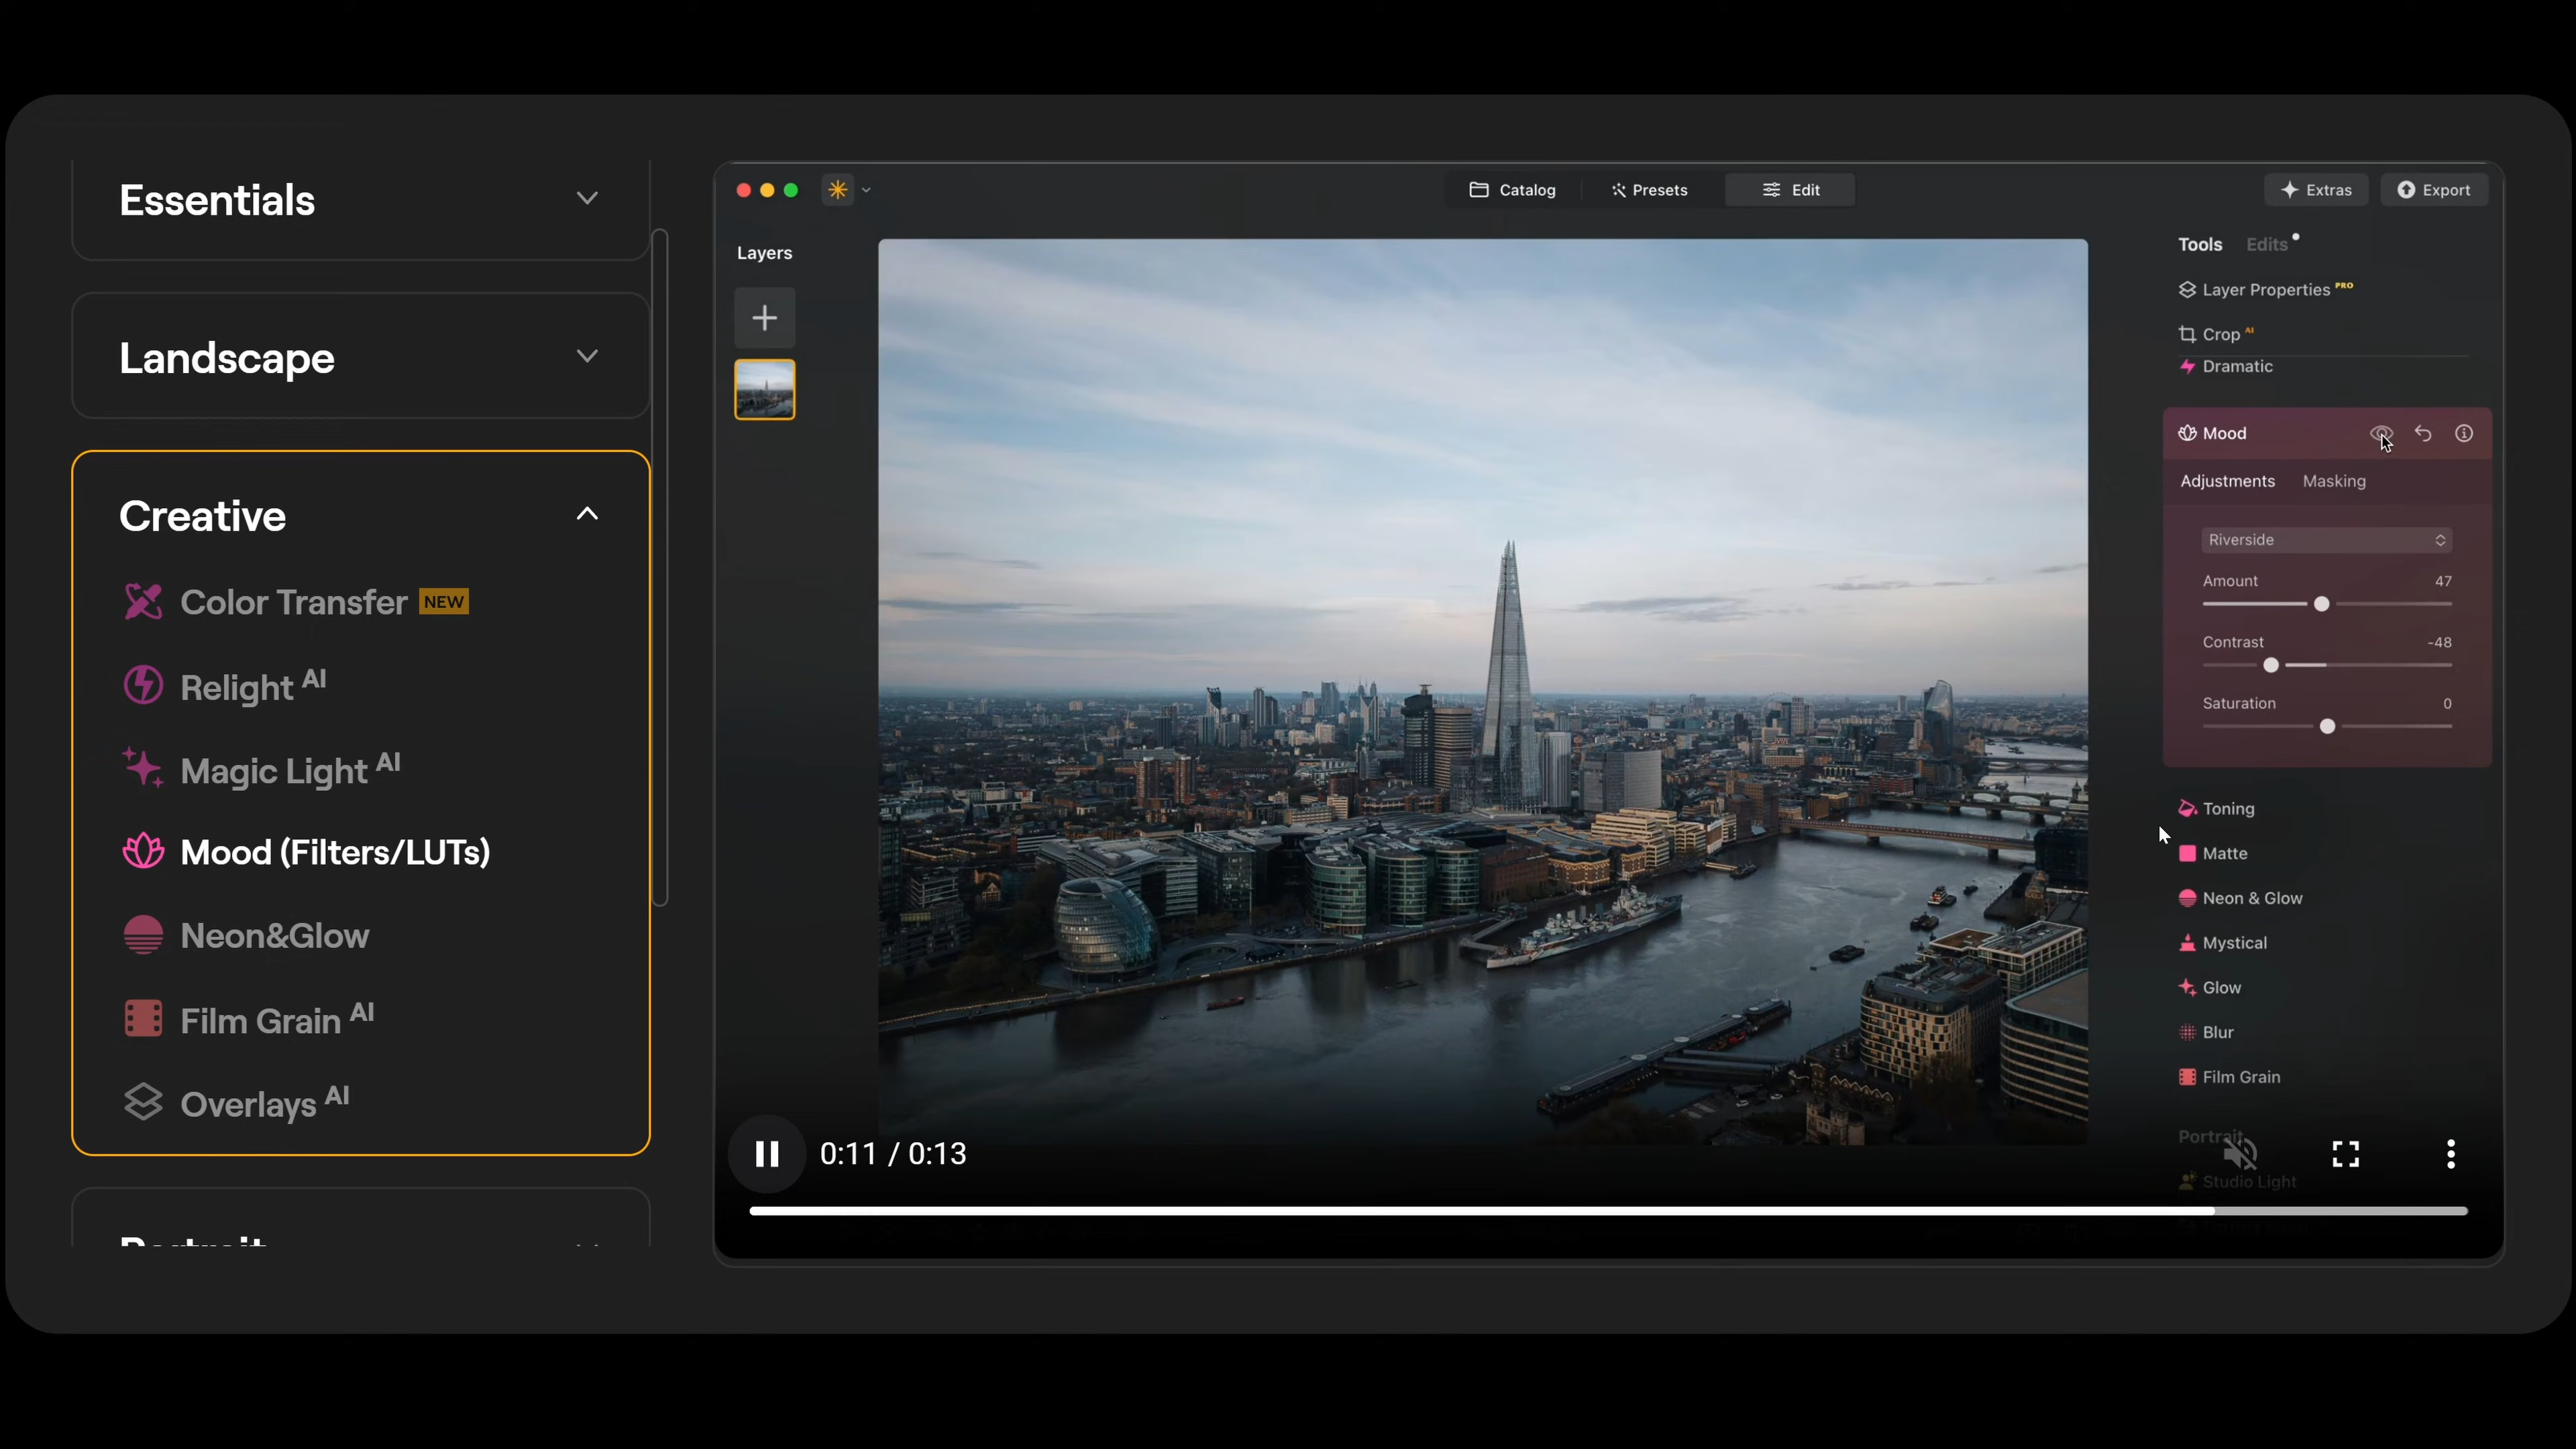 Essentials
Landscape
Creative
Color Transfer NEW
Relight AI
Magic Light AI
Mood (Filters/LUTs)
Neon&Glow
Film Grain AI
Overlays AI
Catalog
Presets
Edit
Extras
Export
Layers
Tools
Edits
Layer Properties PRO
Crop AI
Dramatic
Mood
Adjustments
Masking
Riverside
Amount 47
Contrast -48
Saturation 0
Toning
Matte
Neon & Glow
Mystical
Glow
Blur
Film Grain
Portrait
Studio Light
0:11 / 0:13